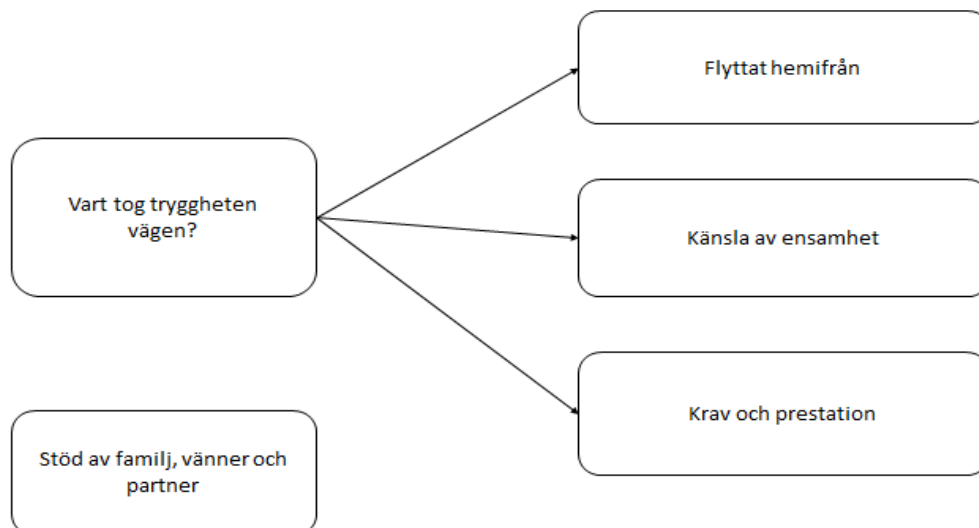 Flyttat hemifrån
Vart tog tryggheten
vägen?
Känsla av ensamhet
Krav och prestation
Stöd av familj, vänner och
partner